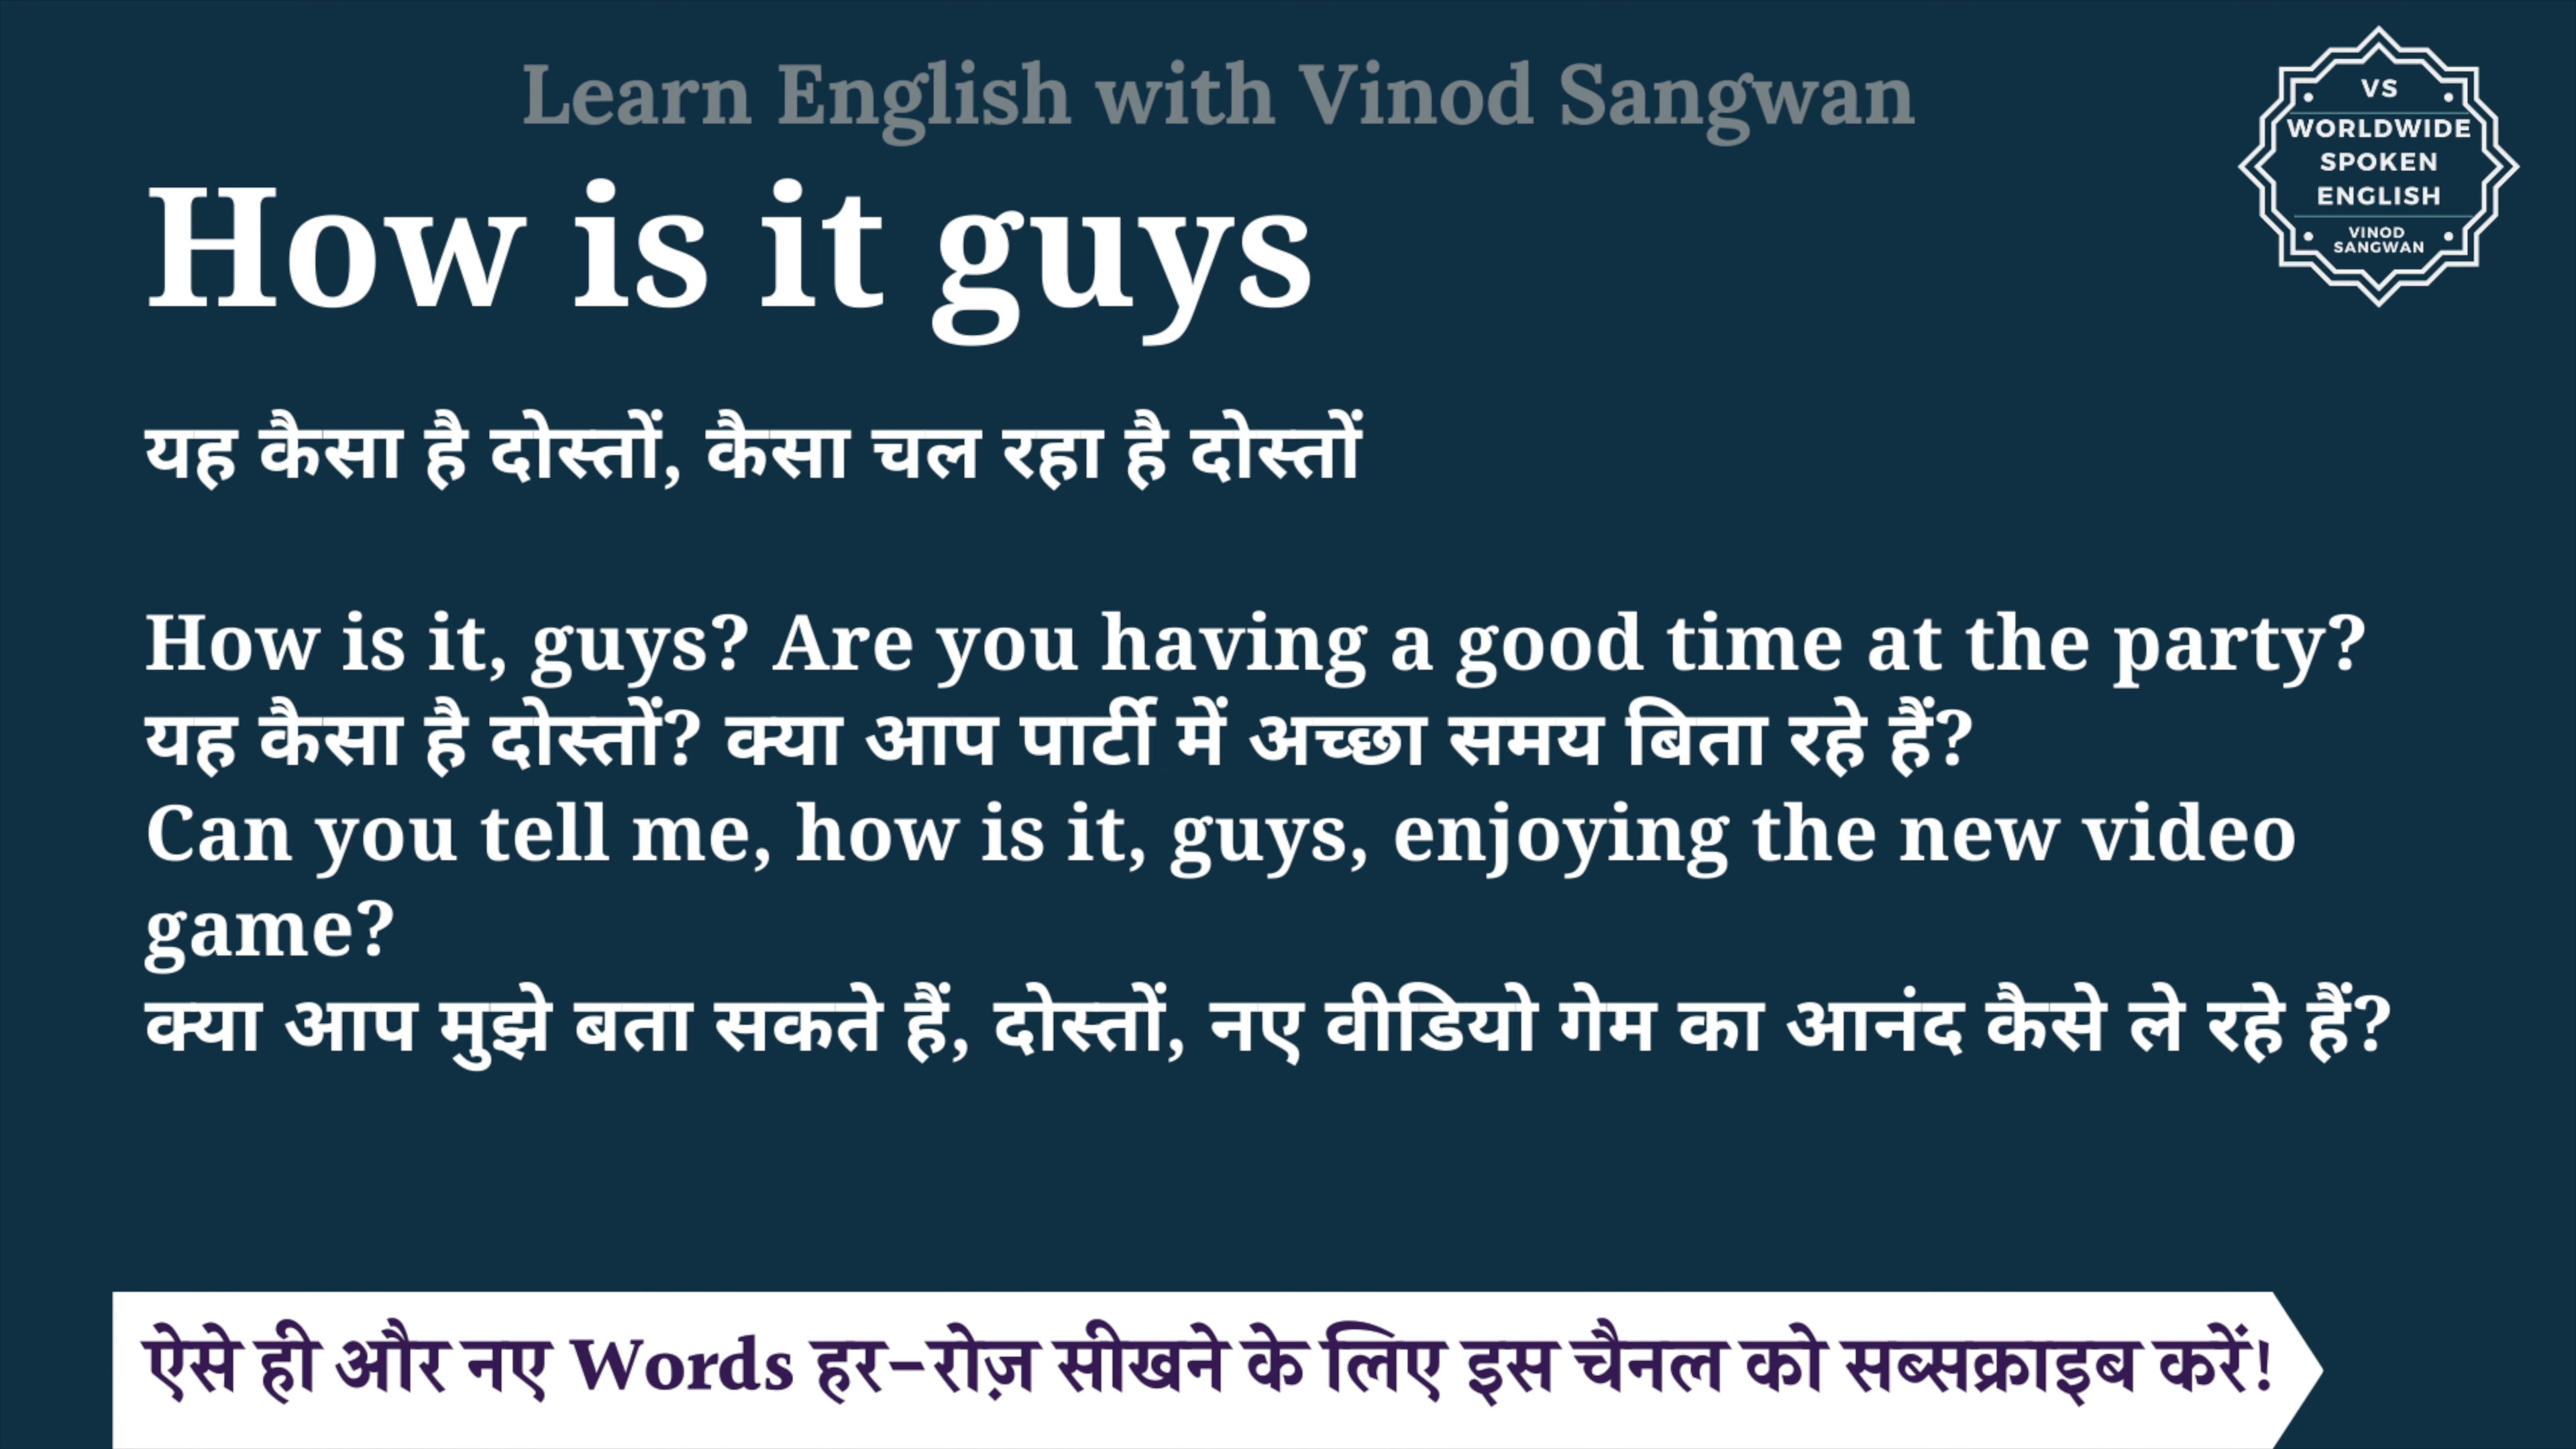 Learn English with Vinod Sangwan
VS
WORLDWIDE
SPOKEN
ENGLISH
VINOD
SANGWAN
How is it guys
यह कैसा है दोस्तों, कैसा चल रहा है दोस्तों
How is it, guys? Are you having a good time at the party?
यह कैसा है दोस्तों? क्या आप पार्टी में अच्छा समय बिता रहे हैं?
Can you tell me, how is it, guys, enjoying the new video
game?
क्या आप मुझे बता सकते हैं, दोस्तों, नए वीडियो गेम का आनंद कैसे ले रहे हैं?
ऐसे ही और नए Words हर-रोज़ सीखने के लिए इस चैनल को सब्सक्राइब करें!